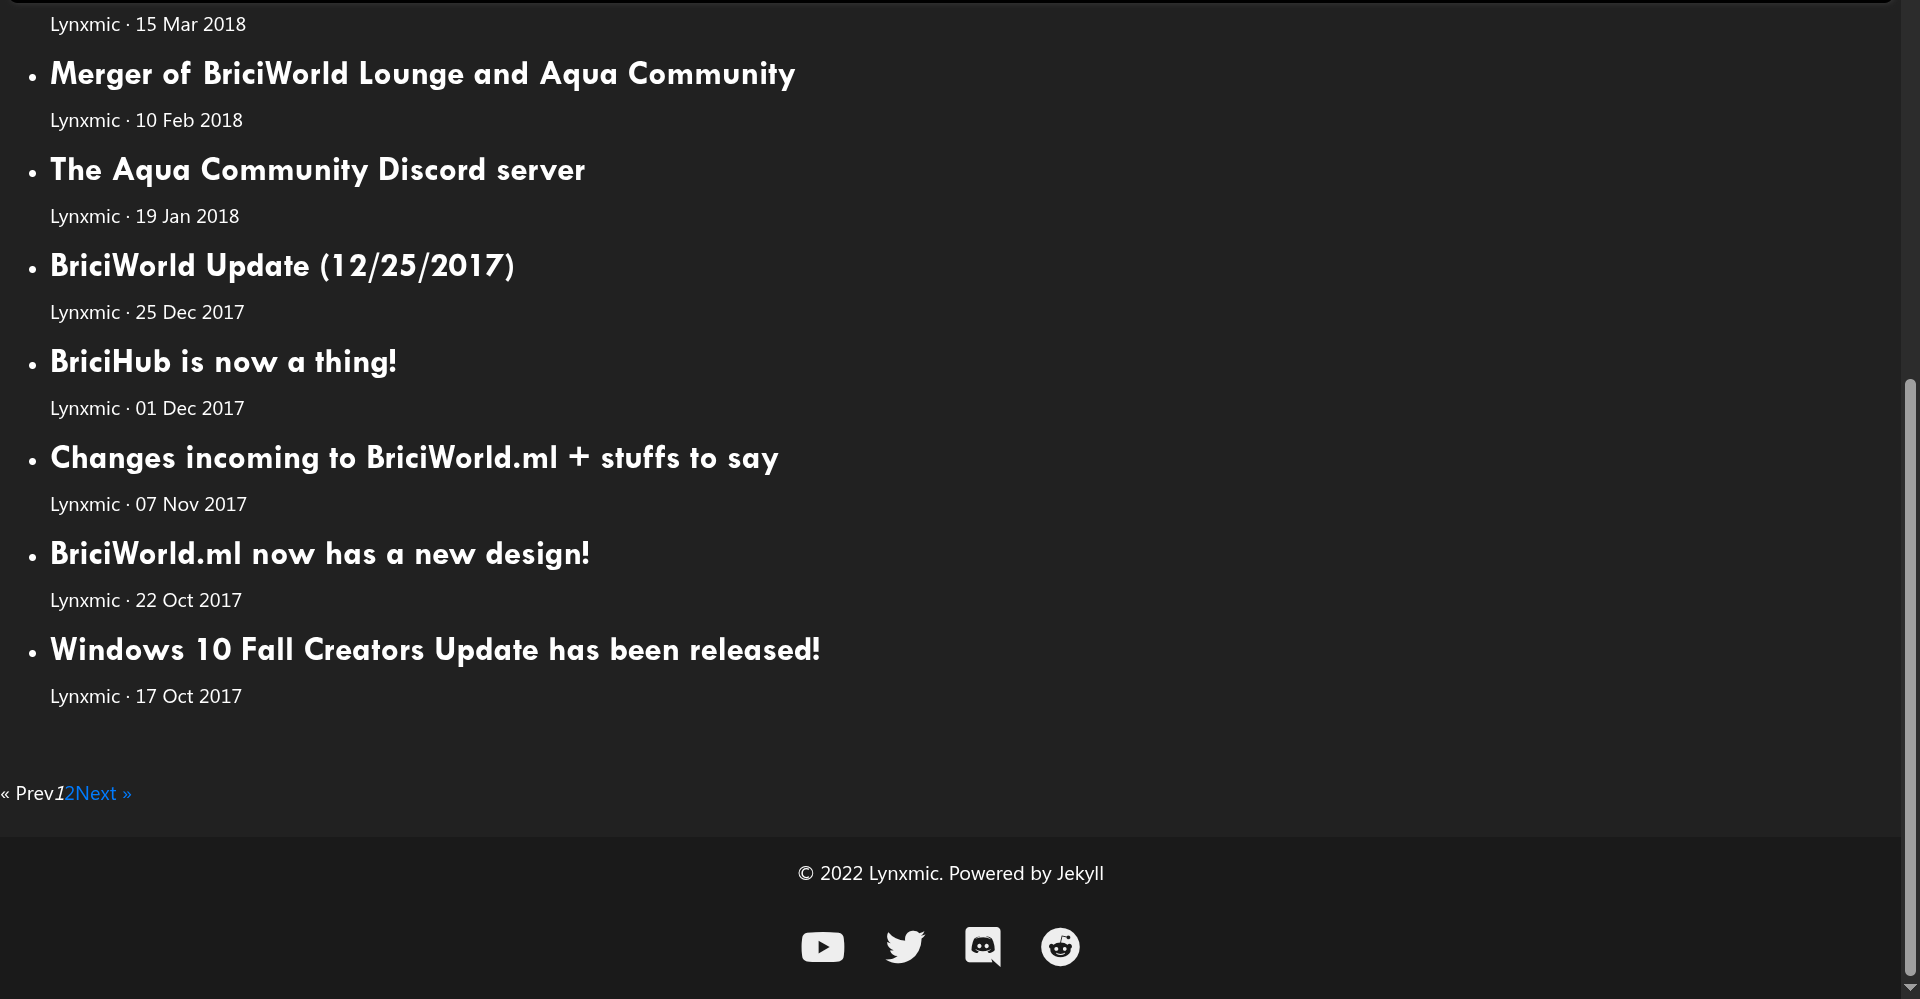 Lynxmic · 15 Mar 2018
Merger of BriciWorld Lounge and Aqua Community
Lynxmic · 10 Feb 2018
The Aqua Community Discord server
Lynxmic · 19 Jan 2018
BriciWorld Update (12/25/2017)
Lynxmic · 25 Dec 2017
BriciHub is now a thing!
Lynxmic · 01 Dec 2017
Changes incoming to BriciWorld.ml + stuffs to say
Lynxmic · 07 Nov 2017
BriciWorld.ml now has a new design!
Lynxmic · 22 Oct 2017
Windows 10 Fall Creators Update has been released!
Lynxmic · 17 Oct 2017
« Prev12Next »
© 2022 Lynxmic. Powered by Jekyll